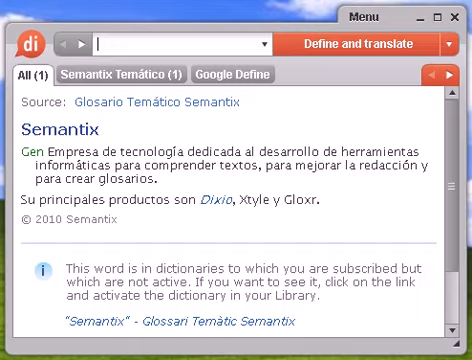 Menu
di
Define and translate
All (1)
Semantix Temático (1)
Google Define
Source: Glosario Temático Semantix
Semantix
Gen Empresa de tecnología dedicada al desarrollo de herramientas
informáticas para comprender textos, para mejorar la redacción y
para crear glosarios.
Su principales productos son Dixio, Xtyle y Gloxr.
© 2010 Semantix
i
This word is in dictionaries to which you are subscribed but
which are not active. If you want to see it, click on the link
and activate the dictionary in your Library.
"Semantix" - Glossari Temàtic Semantix